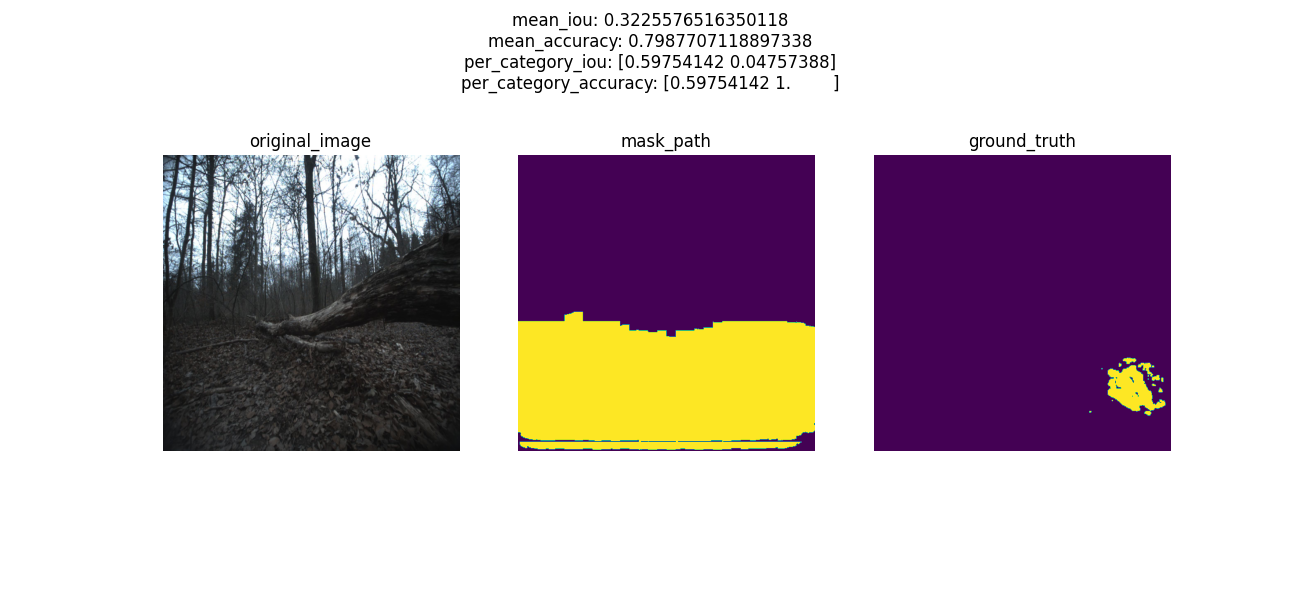 mean_iou: 0.3225576516350118
mean_accuracy: 0.7987707118897338
per_category_iou: [0.59754142 0.04757388]
per_category_accuracy: [0.59754142 1.        ]
original_image
mask_path
ground_truth